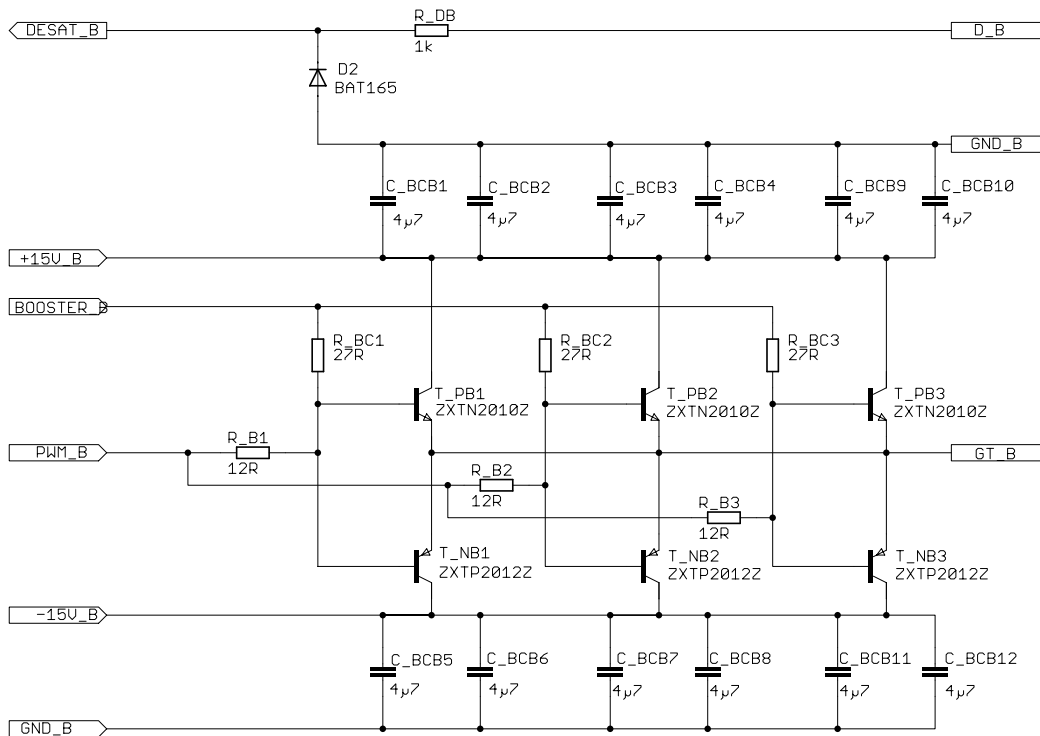 DESAT_B
R_DB
1k
D_B
D2
BAT165
GND_B
C_BCB1
4µ7
C_BCB2
4µ7
C_BCB3
4µ7
C_BCB4
4µ7
C_BCB9
4µ7
C_BCB10
4µ7
+15V_B
BOOSTER_B
R_BC1
27R
R_BC2
27R
R_BC3
27R
T_PB1
ZXTN2010Z
T_PB2
ZXTN2010Z
T_PB3
ZXTN2010Z
PWM_B
R_B1
12R
GT_B
R_B2
12R
R_B3
12R
T_NB1
ZXTP2012Z
T_NB2
ZXTP2012Z
T_NB3
ZXTP2012Z
-15V_B
C_BCB5
4µ7
C_BCB6
4µ7
C_BCB7
4µ7
C_BCB8
4µ7
C_BCB11
4µ7
C_BCB12
4µ7
GND_B